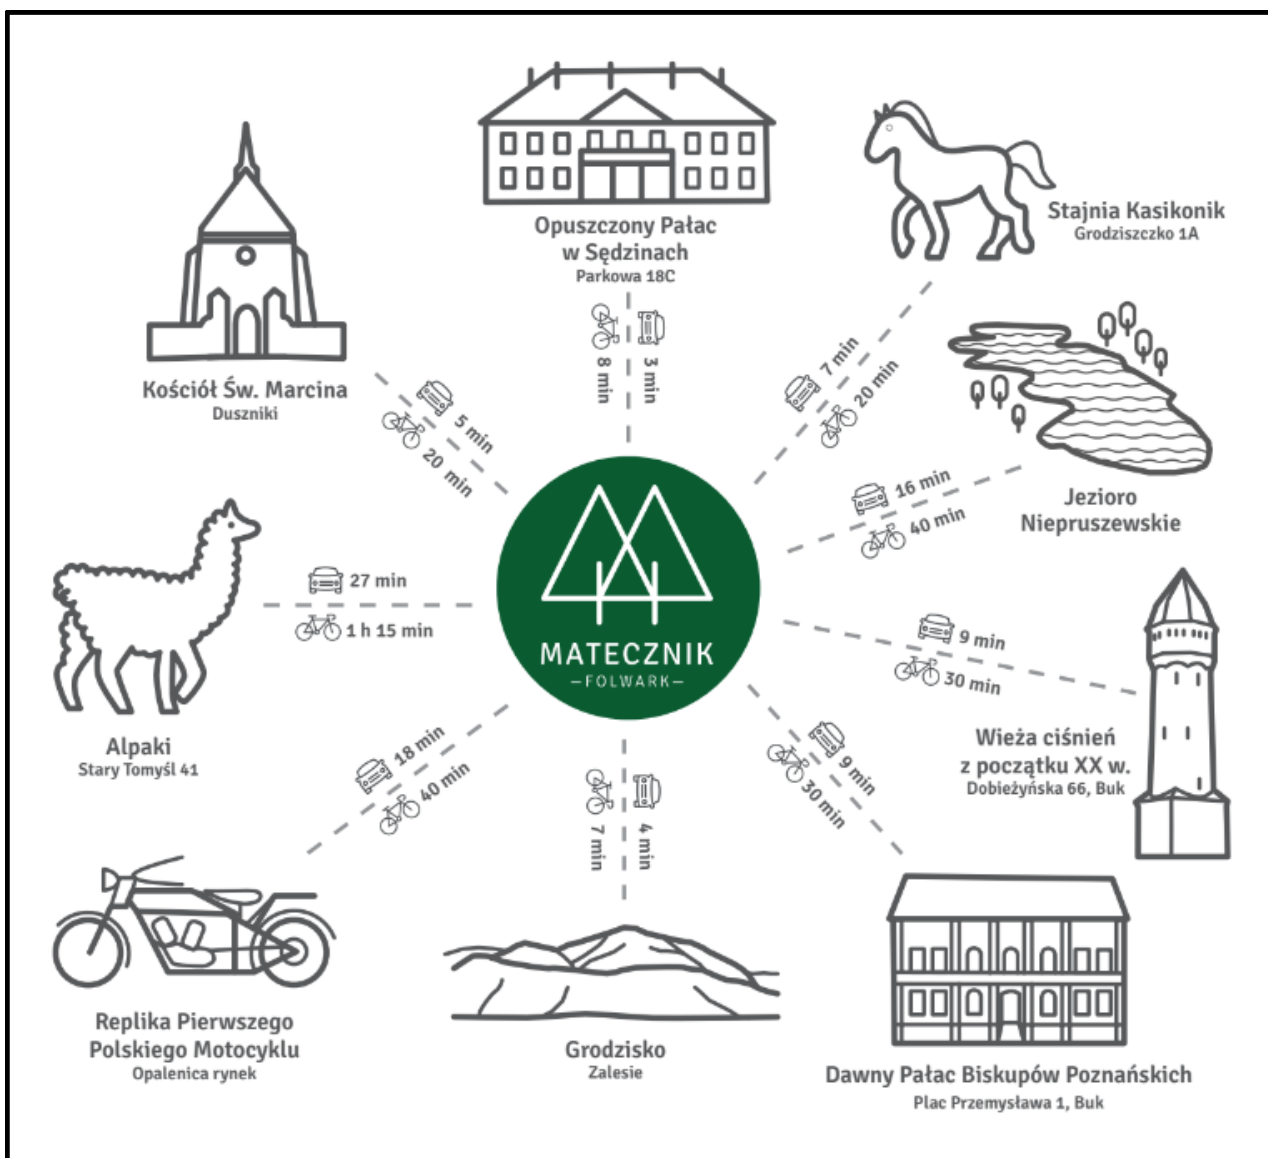 Opuszczony Pałac
w Sędzinach
Parkowa 18C
8 min
3 min
Stajnia Kasikonik
Grodziszczko 1A
7 min
20 min
Kościół Św. Marcina
Duszniki
5 min
20 min
Jezioro
Niepruszewskie
16 min
40 min
27 min
1 h 15 min
Alpaki
Stary Tomyśl 41
MATECZNIK
—FOLWARK—
9 min
30 min
Wieża ciśnień
z początku XX w.
Dobieżyńska 66, Buk
18 min
40 min
7 min
4 min
9 min
30 min
Replika Pierwszego
Polskiego Motocyklu
Opalenica rynek
Grodzisko
Zalesie
Dawny Pałac Biskupów Poznańskich
Plac Przemysława 1, Buk